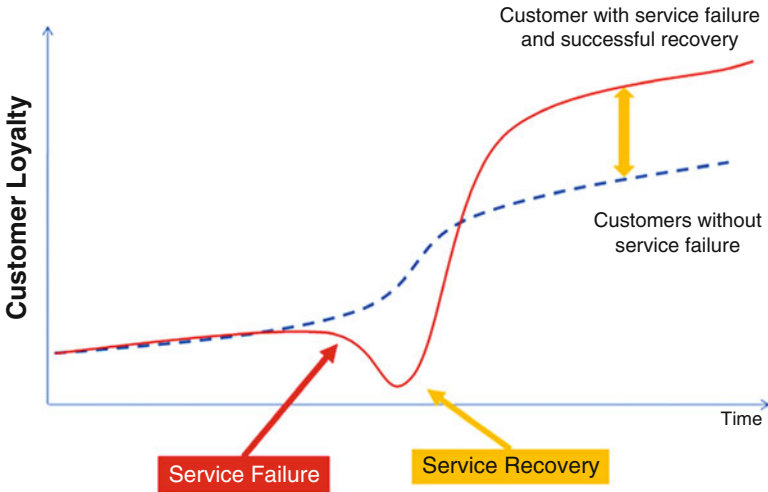 Customer with service failure
and successful recovery
Customer Loyalty
Customers without
service failure
Time
Service Failure
Service Recovery